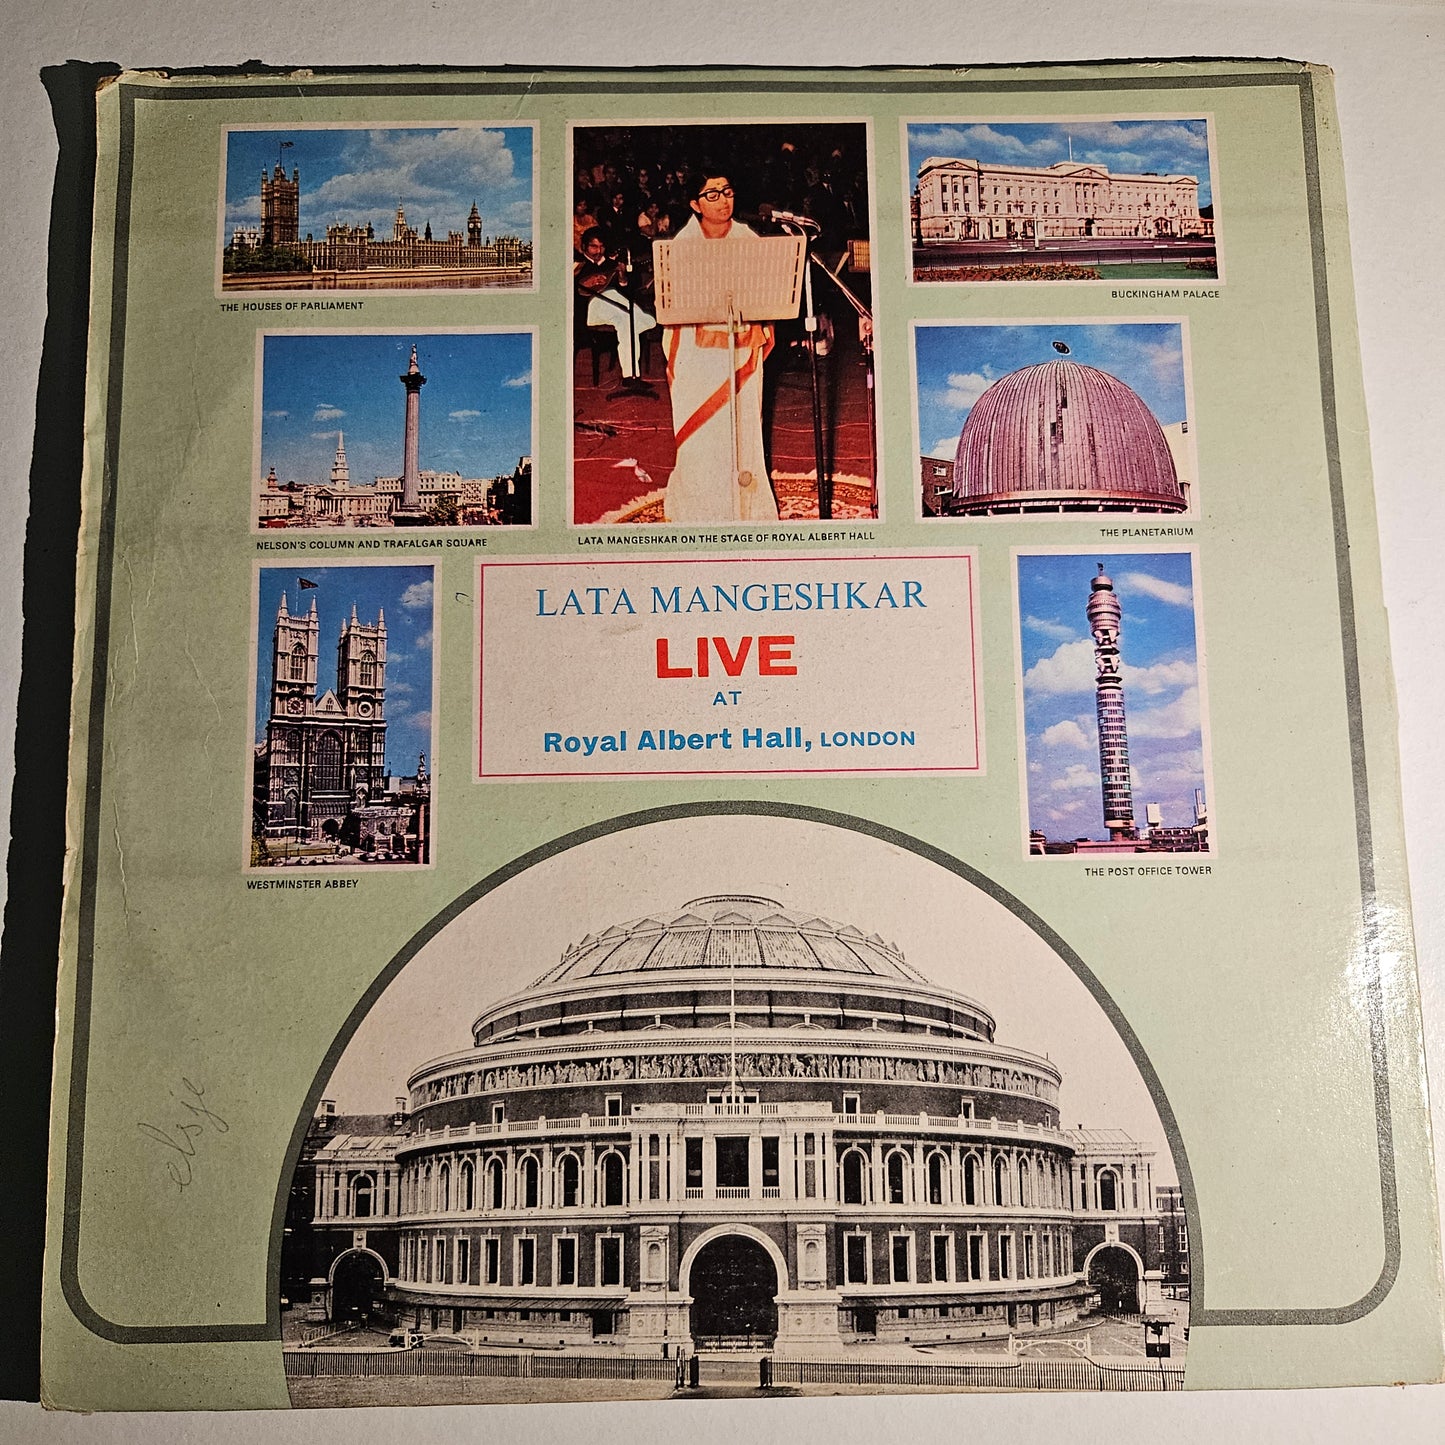 THE HOUSES OF PARLIAMENT
BUCKINGHAM PALACE
NELSON'S COLUMN AND TRAFALGAR SQUARE
LATA MANGESHKAR ON THE STAGE OF ROYAL ALBERT HALL
THE PLANETARIUM
LATA MANGESHKAR
LIVE
AT
Royal Albert Hall, LONDON
WESTMINSTER ABBEY
THE POST OFFICE TOWER
elsje